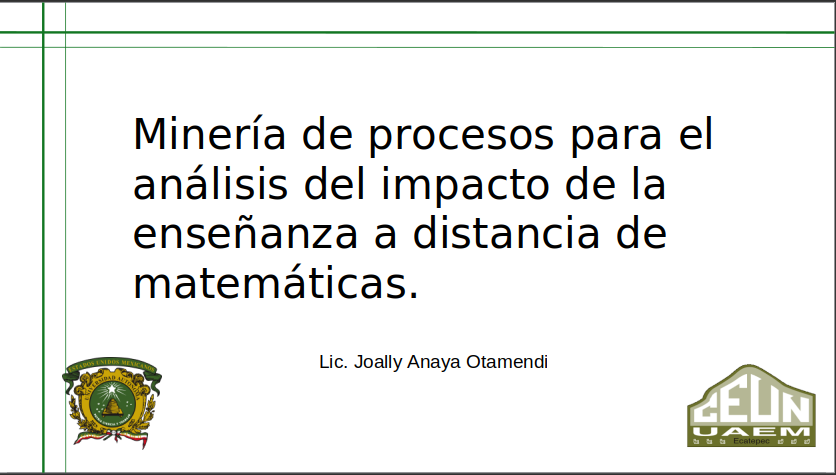 Minería de procesos para el
análisis del impacto de la
enseñanza a distancia de
matemáticas.
Lic. Joally Anaya Otamendi
ESTADOS UNIDOS MEXICANOS
CEUN
UAEM
Ecatepec